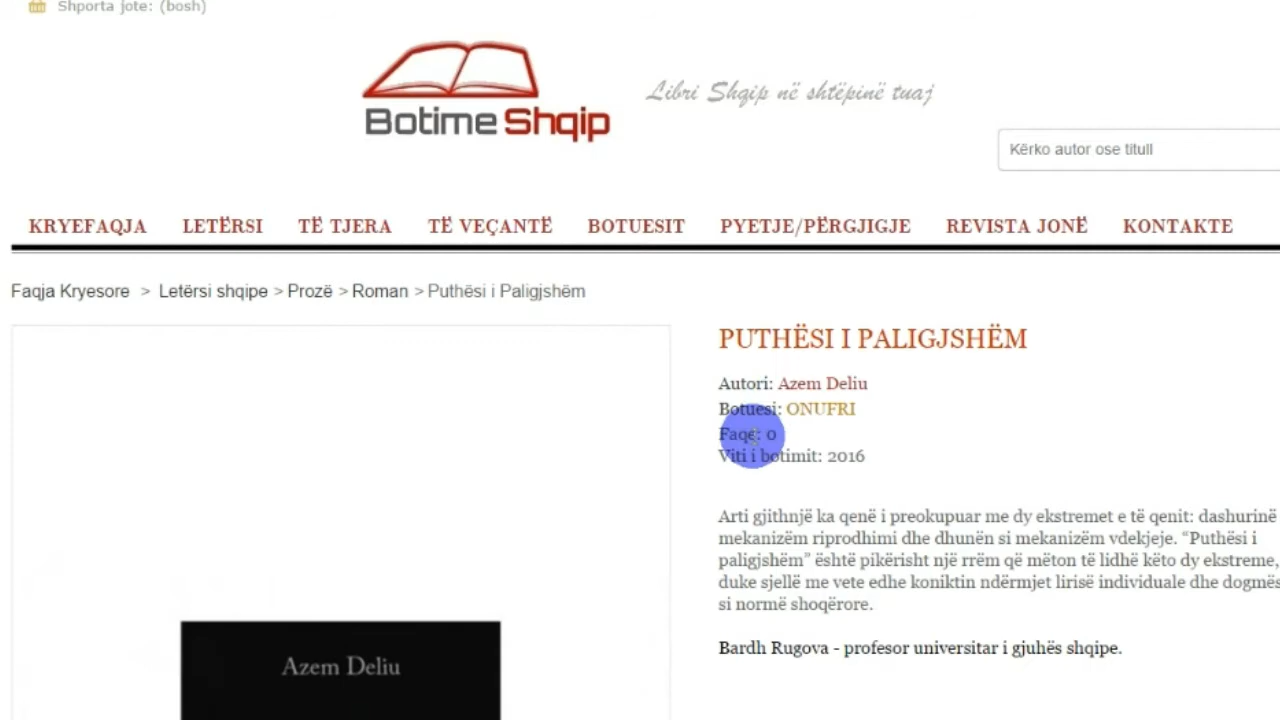 Shporta jote: (bosh)
Botime Shqip
Libri Shqip në shtëpinë tuaj
Kërko autor ose titull
KRYEFAQJA LETËRSI TË TJERA TË VEÇANTË BOTUESIT PYETJE/PËRGJIGJE REVISTA JONË KONTAKTE
Faqja Kryesore > Letërsi shqipe > Prozë > Roman > Puthësi i Paligjshëm
PUTHËSI I PALIGJSHËM
Autori: Azem Deliu
Botuesi: ONUFRI
Faqe: 0
Viti i botimit: 2016
Arti gjithnjë ka qenë i preokupuar me dy ekstremet e të qenit: dashurinë
mekanizëm riprodhimi dhe dhunën si mekanizëm vdekjeje. “Puthësi i
paligjshëm” është pikërisht një rrëm që mëton të lidhë këto dy ekstreme,
duke sjellë me vete edhe koniktin ndërmjet lirisë individuale dhe dogmës
si normë shoqërore.
Bardh Rugova - profesor universitar i gjuhës shqipe.
Azem Deliu